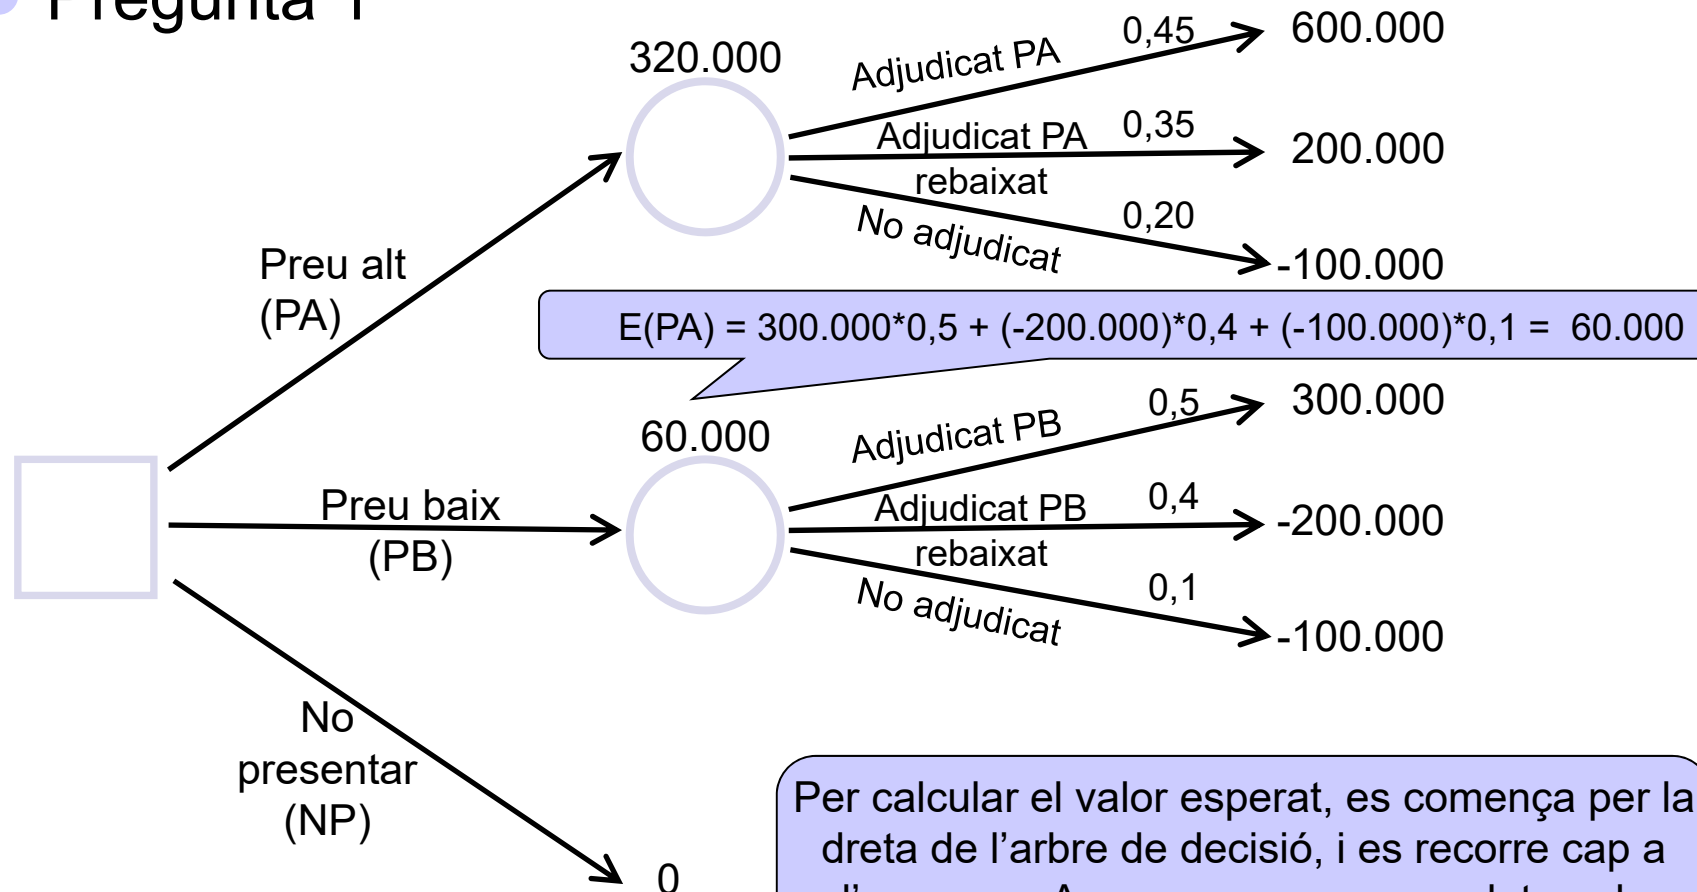 Pregunta 1
320.000
Adjudicat PA
0,45
600.000
Adjudicat PA
rebaixat
0,35
200.000
No adjudicat
0,20
-100.000
Preu alt
(PA)
E(PA) = 300.000*0,5 + (-200.000)*0,4 + (-100.000)*0,1 = 60.000
60.000
Adjudicat PB
0,5
300.000
Preu baix
(PB)
Adjudicat PB
rebaixat
0,4
-200.000
No adjudicat
0,1
-100.000
No
presentar
(NP)
0
Per calcular el valor esperat, es comença per la
dreta de l’arbre de decisió, i es recorre cap a